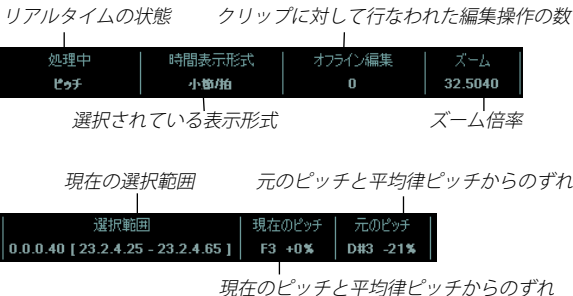 リアルタイムの状態 クリップに対して行なわれた編集操作の数
処理中 時間表示形式 オフライン編集 ズーム
ピッチ 小節/拍 0 32.5040
選択されている表示形式 ズーム倍率
現在の選択範囲 元のピッチと平均律ピッチからのずれ
選択範囲 現在のピッチ 元のピッチ
0.0.0.40 [ 23.2.4.25 - 23.2.4.65 ] F3 +0% D#3 -21%
現在のピッチと平均律ピッチからのずれ